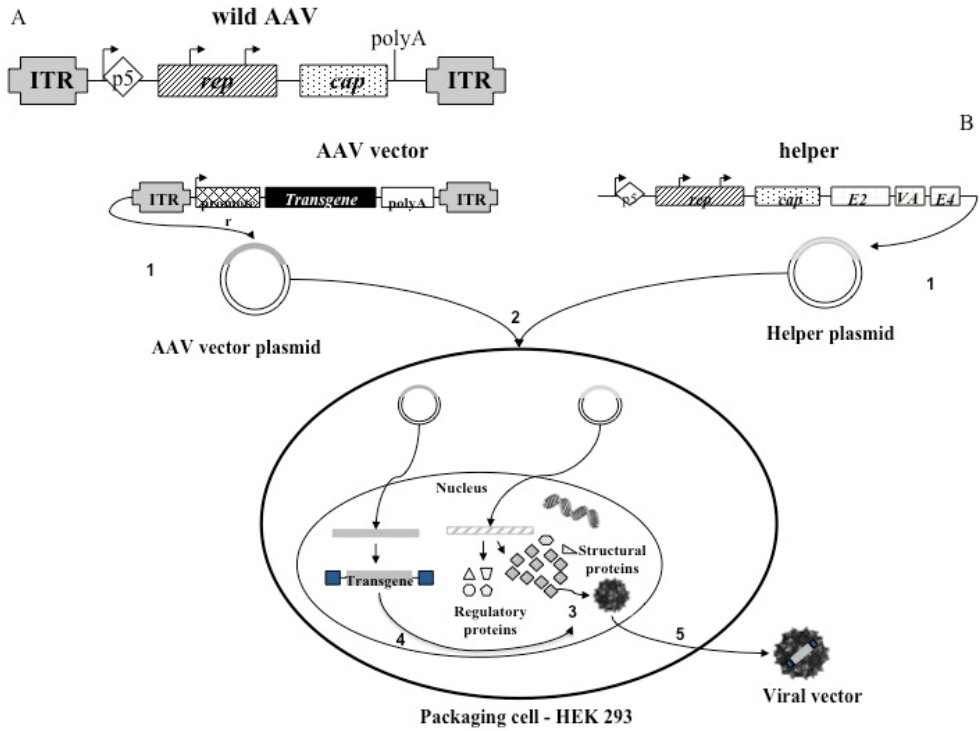 A
wild AAV
polyA
ITR p5 rep cap ITR
B
AAV vector
helper
ITR Transgene polyA ITR
r
p5 rep cap E2 VA E4
1
1
2
AAV vector plasmid
Helper plasmid
Nucleus
Structural
proteins
Transgene
Regulatory
proteins
3
4
5
Viral vector
Packaging cell - HEK 293